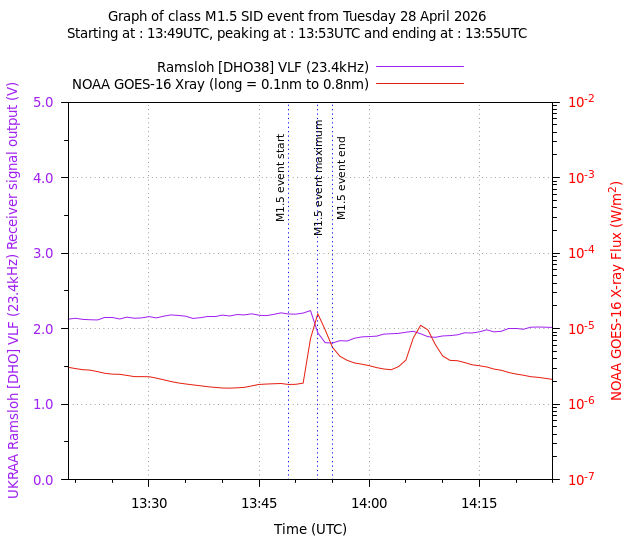 Graph of class M1.5 SID event from Tuesday 28 April 2026
Starting at : 13:49UTC, peaking at : 13:53UTC and ending at : 13:55UTC
Ramsloh [DHO38] VLF (23.4kHz)
NOAA GOES-16 Xray (long = 0.1nm to 0.8nm)
UKRAA Ramsloh [DHO] VLF (23.4kHz) Receiver signal output (V)
5.0
4.0
3.0
2.0
1.0
0.0
M1.5 event start
M1.5 event maximum
M1.5 event end
10^-2
10^-3
10^-4
10^-5
10^-6
10^-7
NOAA GOES-16 X-ray Flux (W/m²)
13:30
13:45
14:00
14:15
Time (UTC)